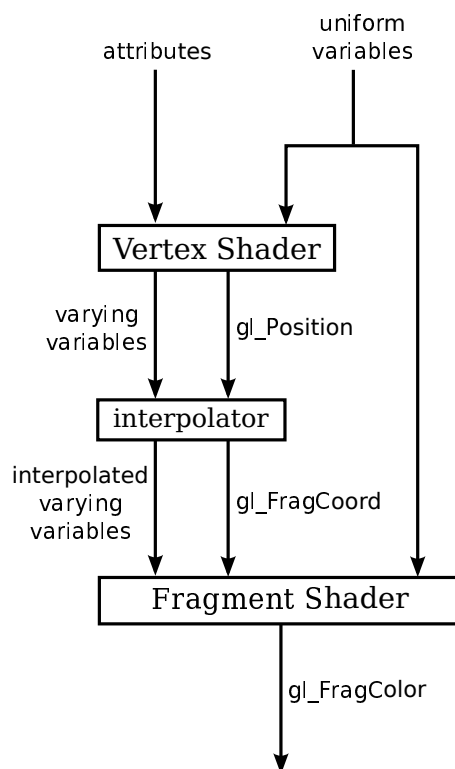 uniform
variables
attributes
Vertex Shader
varying
variables
gl_Position
interpolator
interpolated
varying
variables
gl_FragCoord
Fragment Shader
gl_FragColor